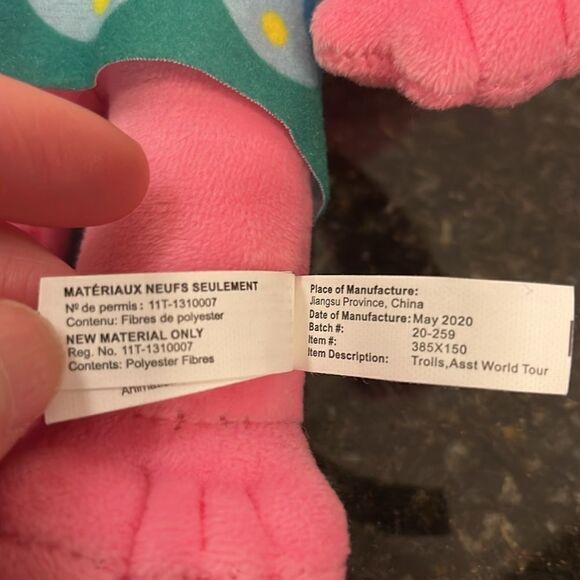 MATÉRIAUX NEUFS SEULEMENT
Nº de permis : 11T-1310007
Contenu: Fibres de polyester
NEW MATERIAL ONLY
Reg. No. 11T-1310007
Contents: Polyester Fibres
Place of Manufacture:
Jiangsu Province, China
Date of Manufacture: May 2020
Batch #: 20-259
Item #: 385X150
Item Description: Trolls,Asst World Tour